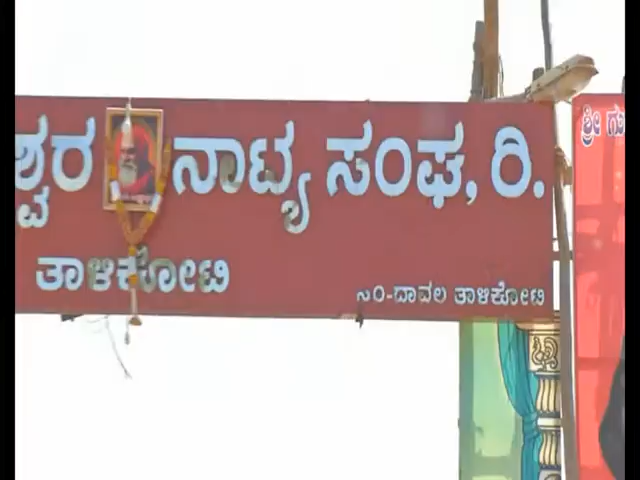 ಶ್ವರ ನಾಟ್ಯ ಸಂಘ, ರಿ.
ತಾಳಿಕೋಟಿ
ಸಂ-ದಾವಲ ತಾಳಿಕೋಟಿ
ಶ್ರೀ ಗು